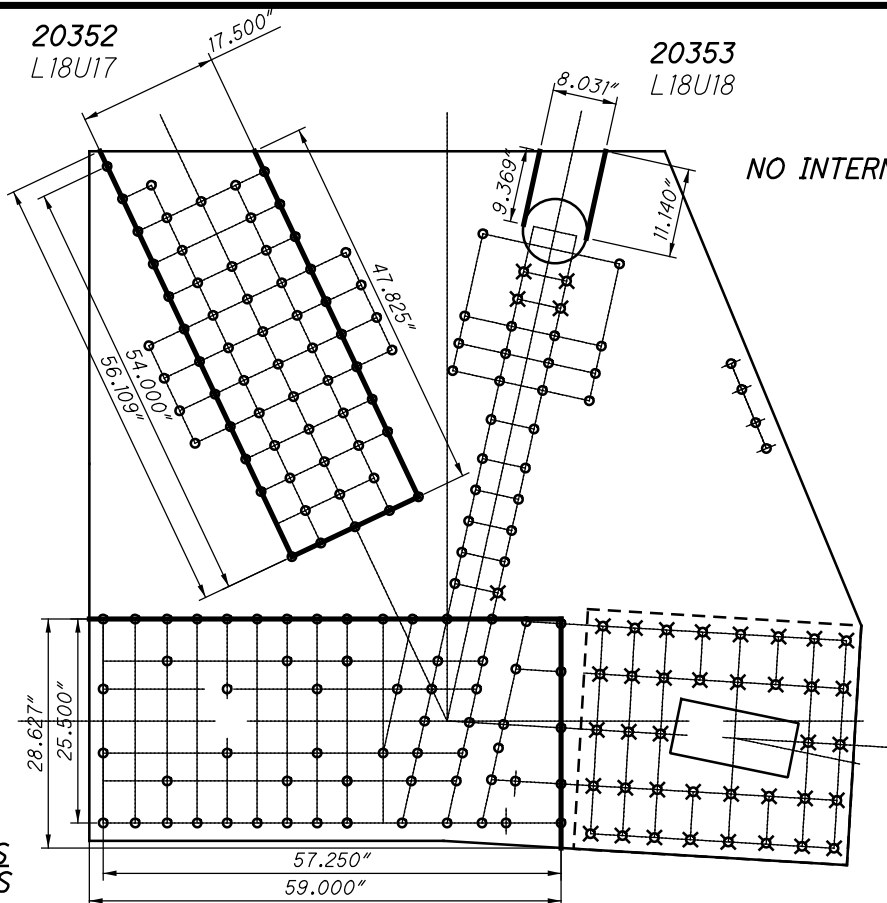 20352
L18U17
17.500"
20353
L18U18
8.031"
NO INTERN
9.369"
11.140"
47.825"
54.000"
56.109"
28.627"
25.500"
S
S
57.250"
59.000"